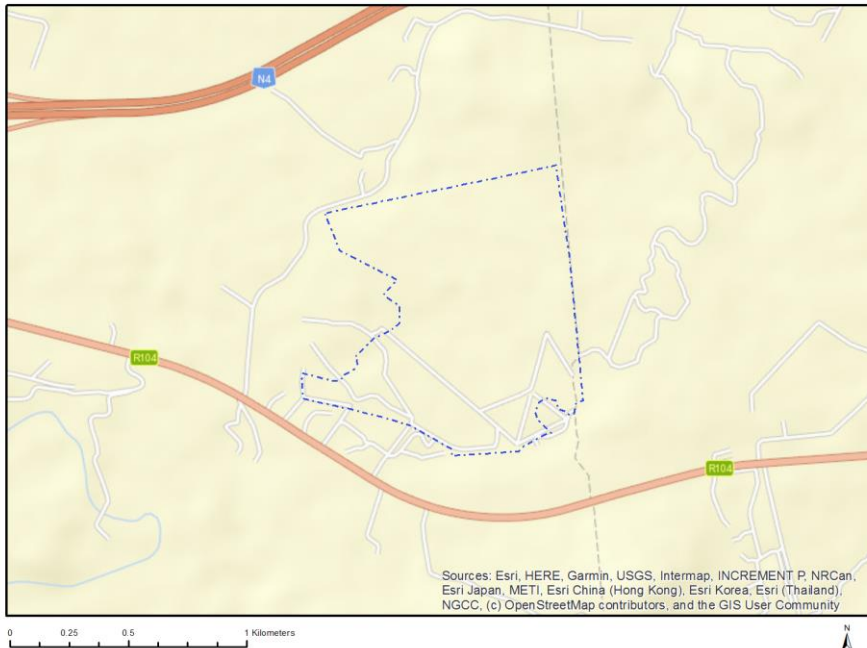 N4
R104
R104
Sources: Esri, HERE, Garmin, USGS, Intermap, INCREMENT P, NRCan,
Esri Japan, METI, Esri China (Hong Kong), Esri Korea, Esri (Thailand),
NGCC, (c) OpenStreetMap contributors, and the GIS User Community
0 0.25 0.5 1 Kilometers
N